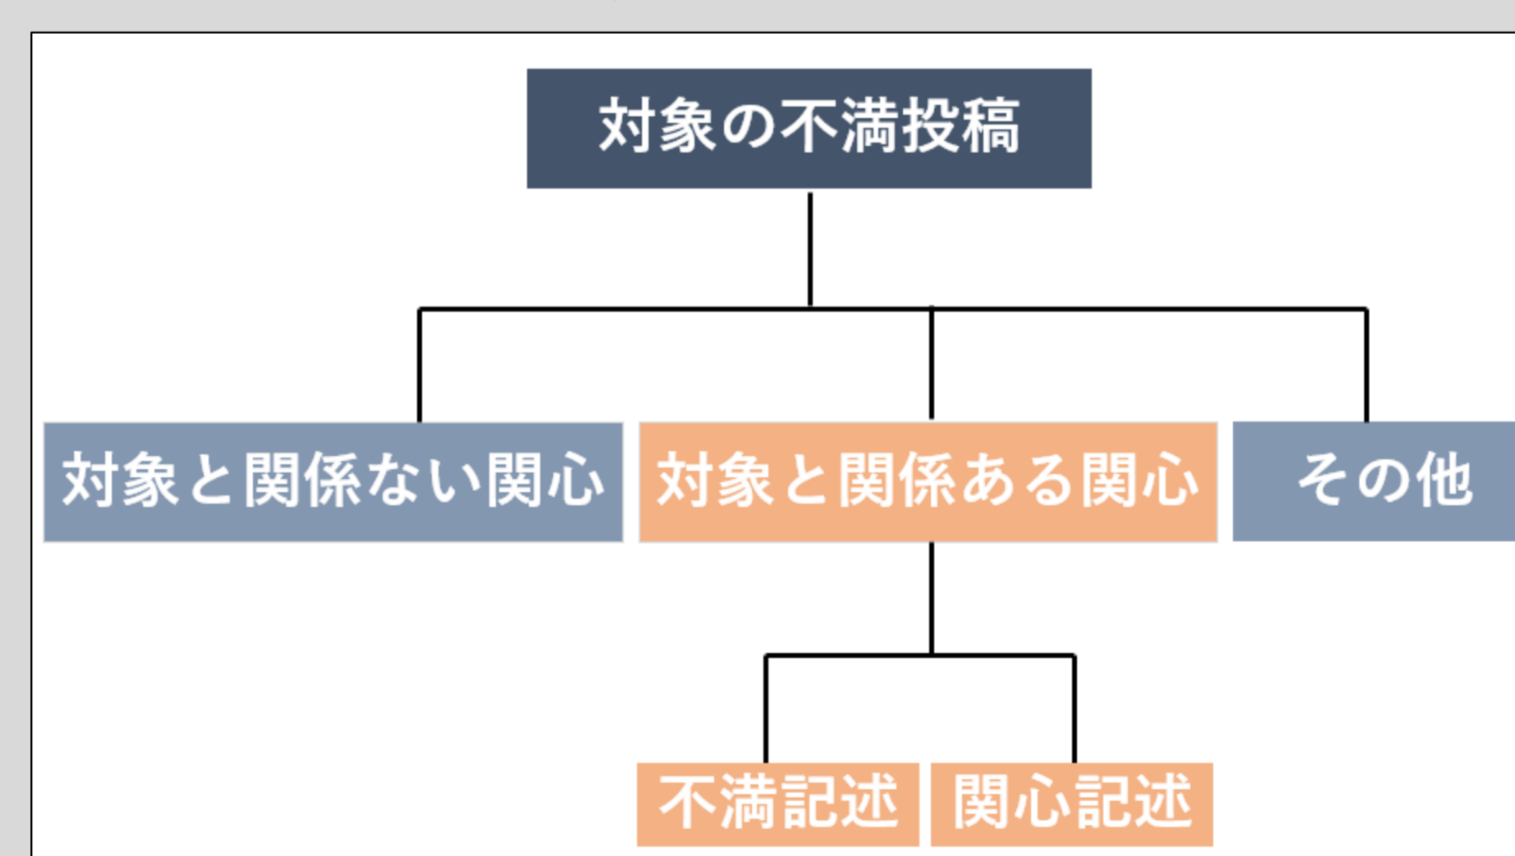 対象の不満投稿
対象と関係ない関心
対象と関係ある関心
その他
不満記述
関心記述